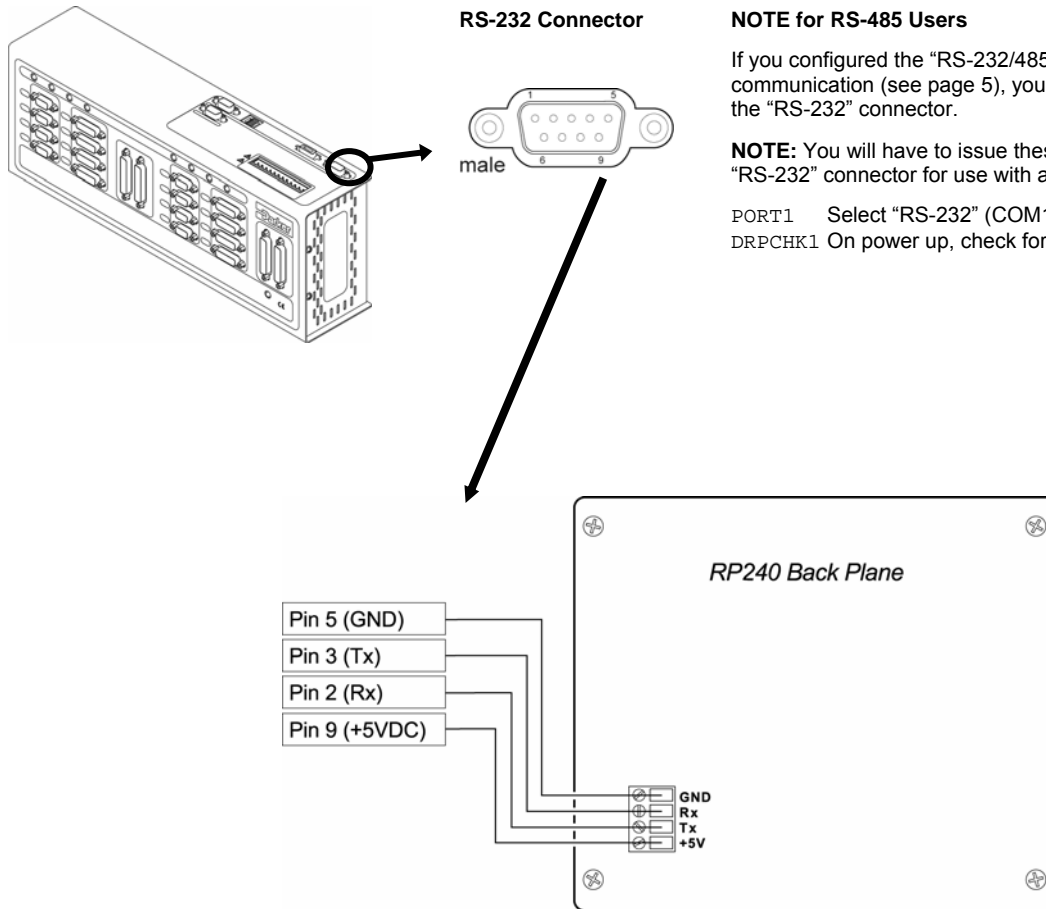 RS-232 Connector
1 5
male
6 9
NOTE for RS-485 Users
If you configured the “RS-232/485
communication (see page 5), you
the “RS-232” connector.
NOTE: You will have to issue thes
“RS-232” connector for use with a
PORT1 Select “RS-232” (COM1
DRPCHK1 On power up, check for
Parker
CE
RP240 Back Plane
Pin 5 (GND)
Pin 3 (Tx)
Pin 2 (Rx)
Pin 9 (+5VDC)
GND
Rx
Tx
+5V